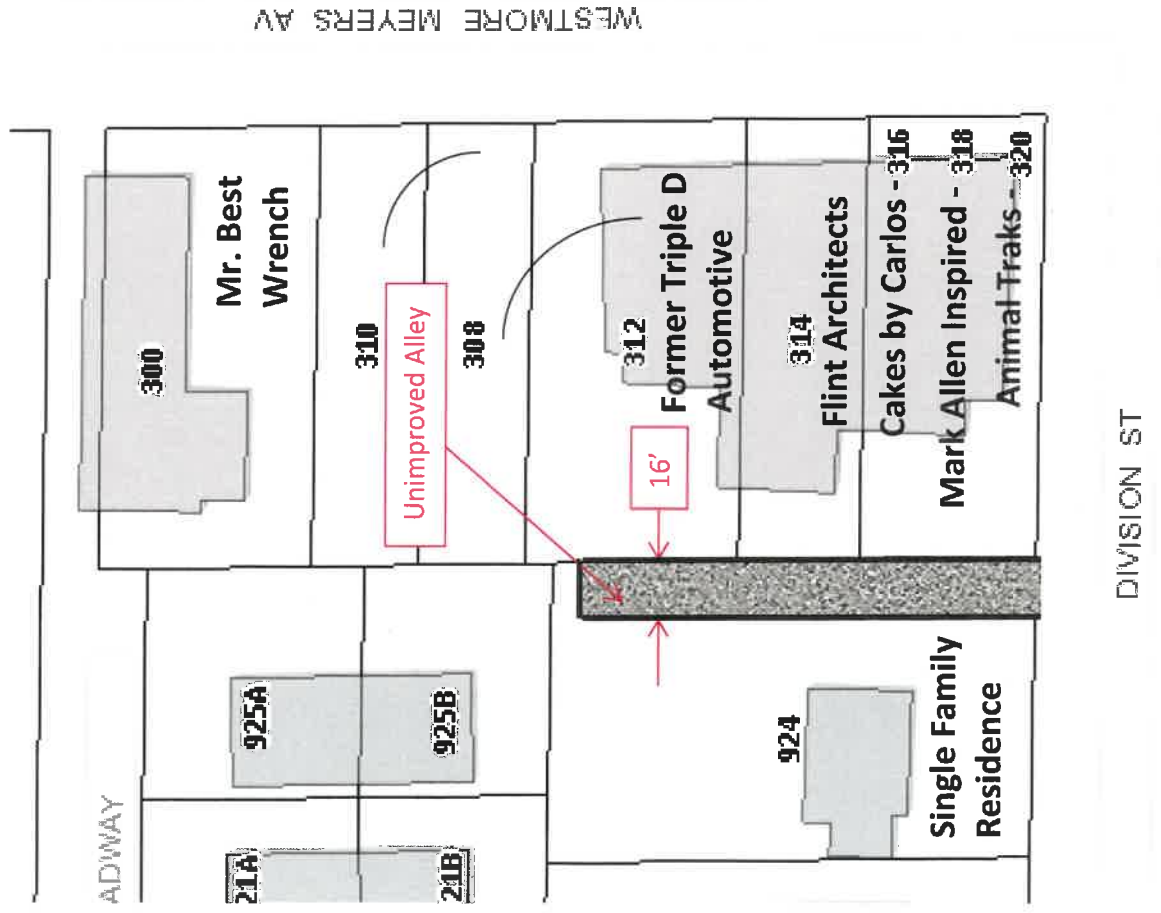 WESTMORE MEYERS AV
300
Mr. Best
Wrench
310
Unimproved Alley
308
312
Former Triple D
Automotive
314
Flint Architects
Cakes by Carlos - 316
Mark Allen Inspired - 318
Animal Traks - 320
16'
925A
925B
924
Single Family
Residence
21A
21B
ADWAY
DIVISION ST